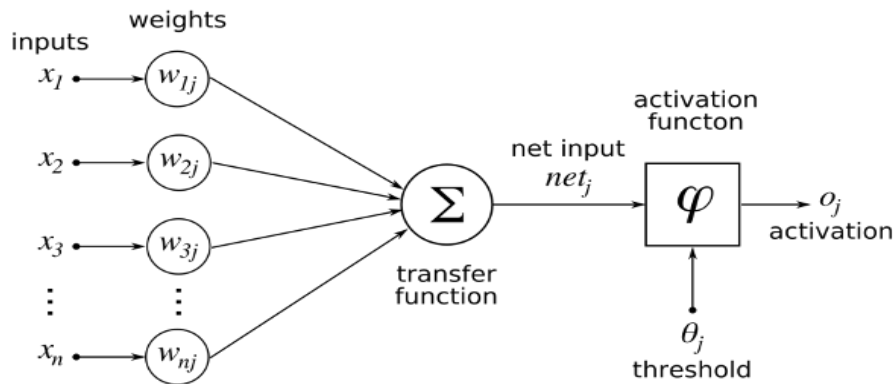 weights
inputs
x₁
w₁ⱼ
x₂
w₂ⱼ
x₃
w₃ⱼ
⋮
⋮
xₙ
wₙⱼ
Σ
transfer
function
net input
netⱼ
activation
functon
φ
oⱼ
activation
θⱼ
threshold